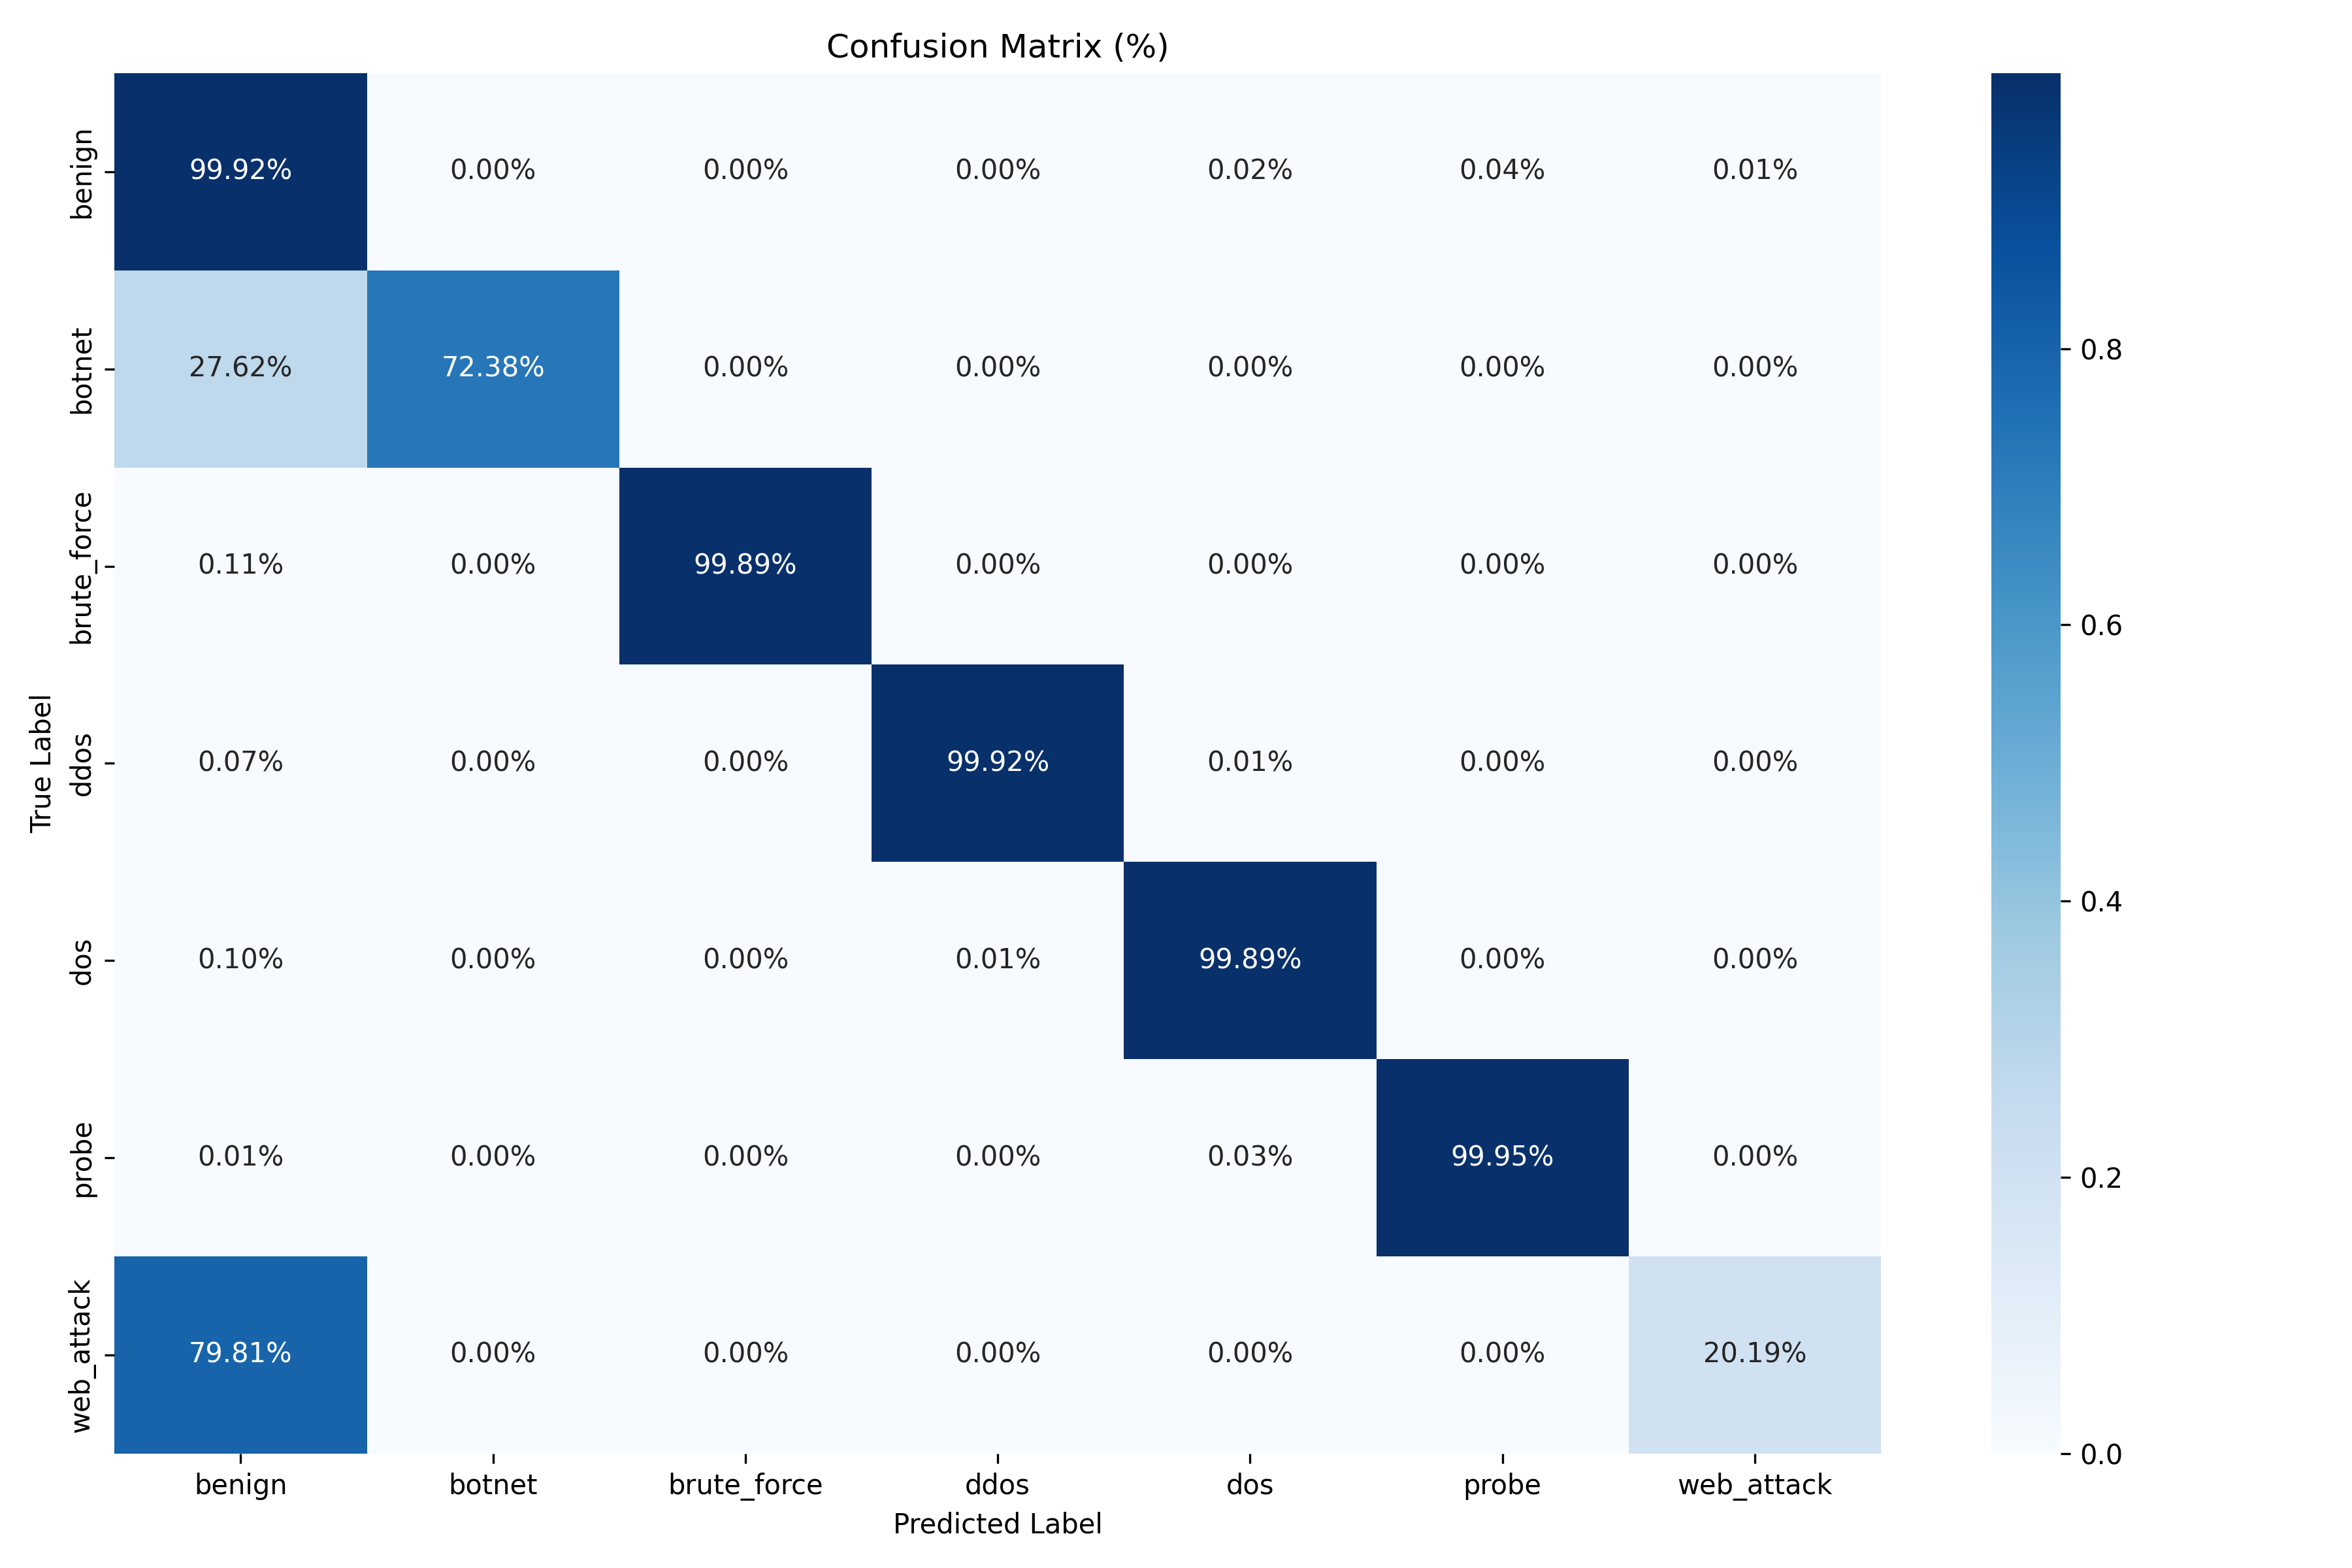 Confusion Matrix (%)
True Label
benign 99.92% 0.00% 0.00% 0.00% 0.02% 0.04% 0.01%
botnet 27.62% 72.38% 0.00% 0.00% 0.00% 0.00% 0.00%
brute_force 0.11% 0.00% 99.89% 0.00% 0.00% 0.00% 0.00%
ddos 0.07% 0.00% 0.00% 99.92% 0.01% 0.00% 0.00%
dos 0.10% 0.00% 0.00% 0.01% 99.89% 0.00% 0.00%
probe 0.01% 0.00% 0.00% 0.00% 0.03% 99.95% 0.00%
web_attack 79.81% 0.00% 0.00% 0.00% 0.00% 0.00% 20.19%
benign botnet brute_force ddos dos probe web_attack
Predicted Label
0.8
0.6
0.4
0.2
0.0